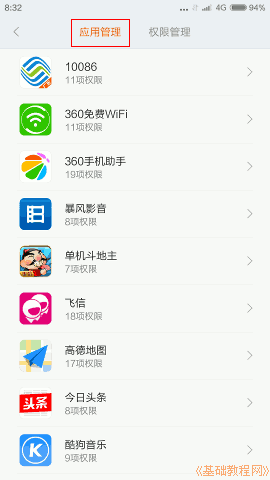 8:32 ... 4G 94%
应用管理 权限管理
10086
11项权限
360免费WiFi
11项权限
360手机助手
19项权限
暴风影音
8项权限
单机斗地主
7项权限
飞信
18项权限
高德地图
17项权限
头条
今日头条
8项权限
K
酷狗音乐
9项权限
《基础教程网》